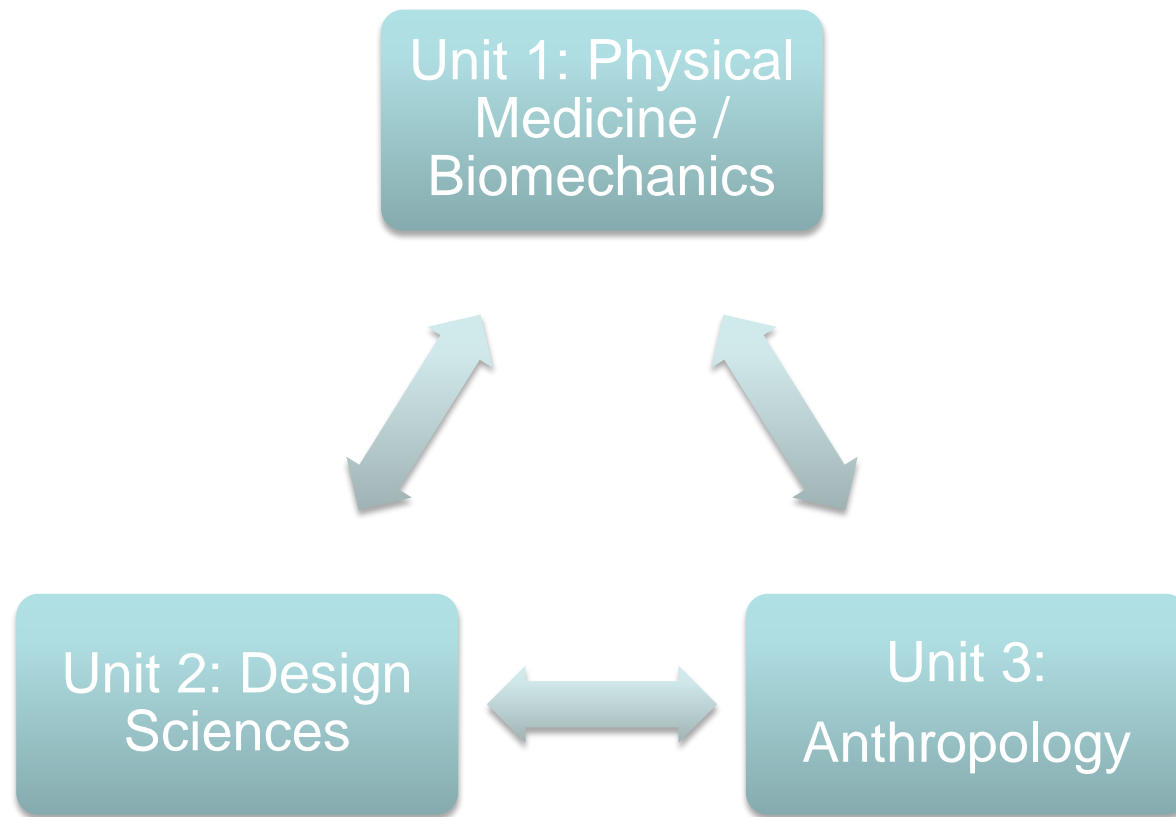 Unit 1: Physical
Medicine /
Biomechanics
Unit 2: Design
Sciences
Unit 3:
Anthropology